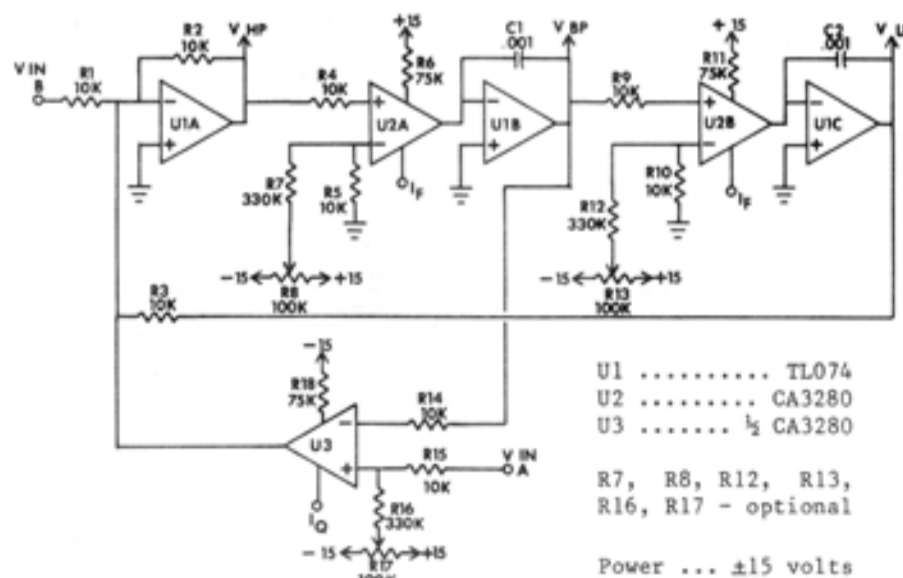 V IN
B
R1
10K
R2
10K
V HP
U1A
R4
10K
+15
R6
75K
U2A
R7
330K
R5
10K
I F
-15
+15
R8
100K
C1
.001
V BP
U1B
R9
10K
+15
R11
75K
U2B
R10
10K
R12
330K
I F
-15
+15
R13
100K
C2
.001
U1C
R3
10K
-15
R18
75K
U3
R14
10K
R15
10K
V IN
A
I Q
R16
330K
-15
+15
R17
U1 .......... TL074
U2 ......... CA3280
U3 ....... ½ CA3280
R7, R8, R12, R13,
R16, R17 - optional
Power ... ±15 volts